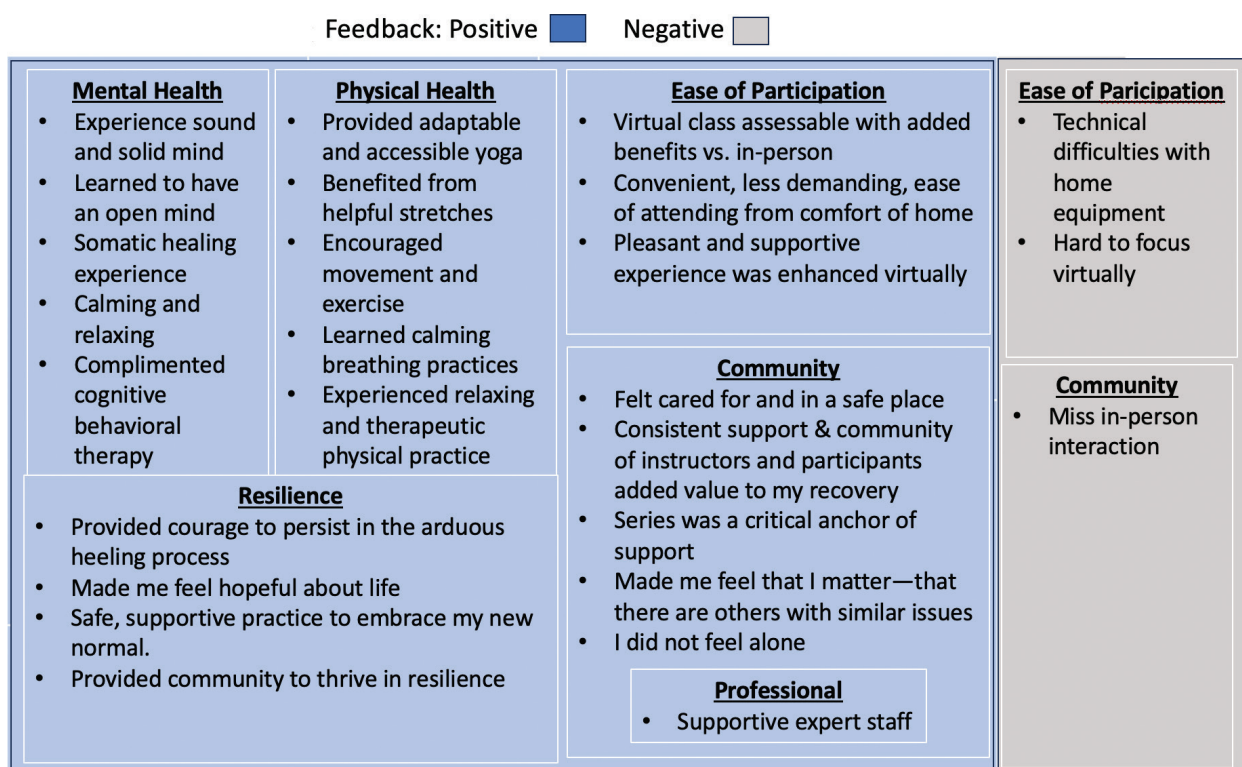 Feedback: Positive
Negative
Mental Health
• Experience sound
and solid mind
• Learned to have
an open mind
• Somatic healing
experience
• Calming and
relaxing
• Complimented
cognitive
behavioral
therapy
Physical Health
• Provided adaptable
and accessible yoga
• Benefited from
helpful stretches
• Encouraged
movement and
exercise
• Learned calming
breathing practices
• Experienced relaxing
and therapeutic
physical practice
Resilience
• Provided courage to persist in the arduous
heeling process
• Made me feel hopeful about life
• Safe, supportive practice to embrace my new
normal.
• Provided community to thrive in resilience
Ease of Participation
• Virtual class assessable with added
benefits vs. in-person
• Convenient, less demanding, ease
of attending from comfort of home
• Pleasant and supportive
experience was enhanced virtually
Community
• Felt cared for and in a safe place
• Consistent support & community
of instructors and participants
added value to my recovery
• Series was a critical anchor of
support
• Made me feel that I matter—that
there are others with similar issues
• I did not feel alone
Professional
• Supportive expert staff
Ease of Paricipation
• Technical
difficulties with
home
equipment
• Hard to focus
virtually
Community
• Miss in-person
interaction